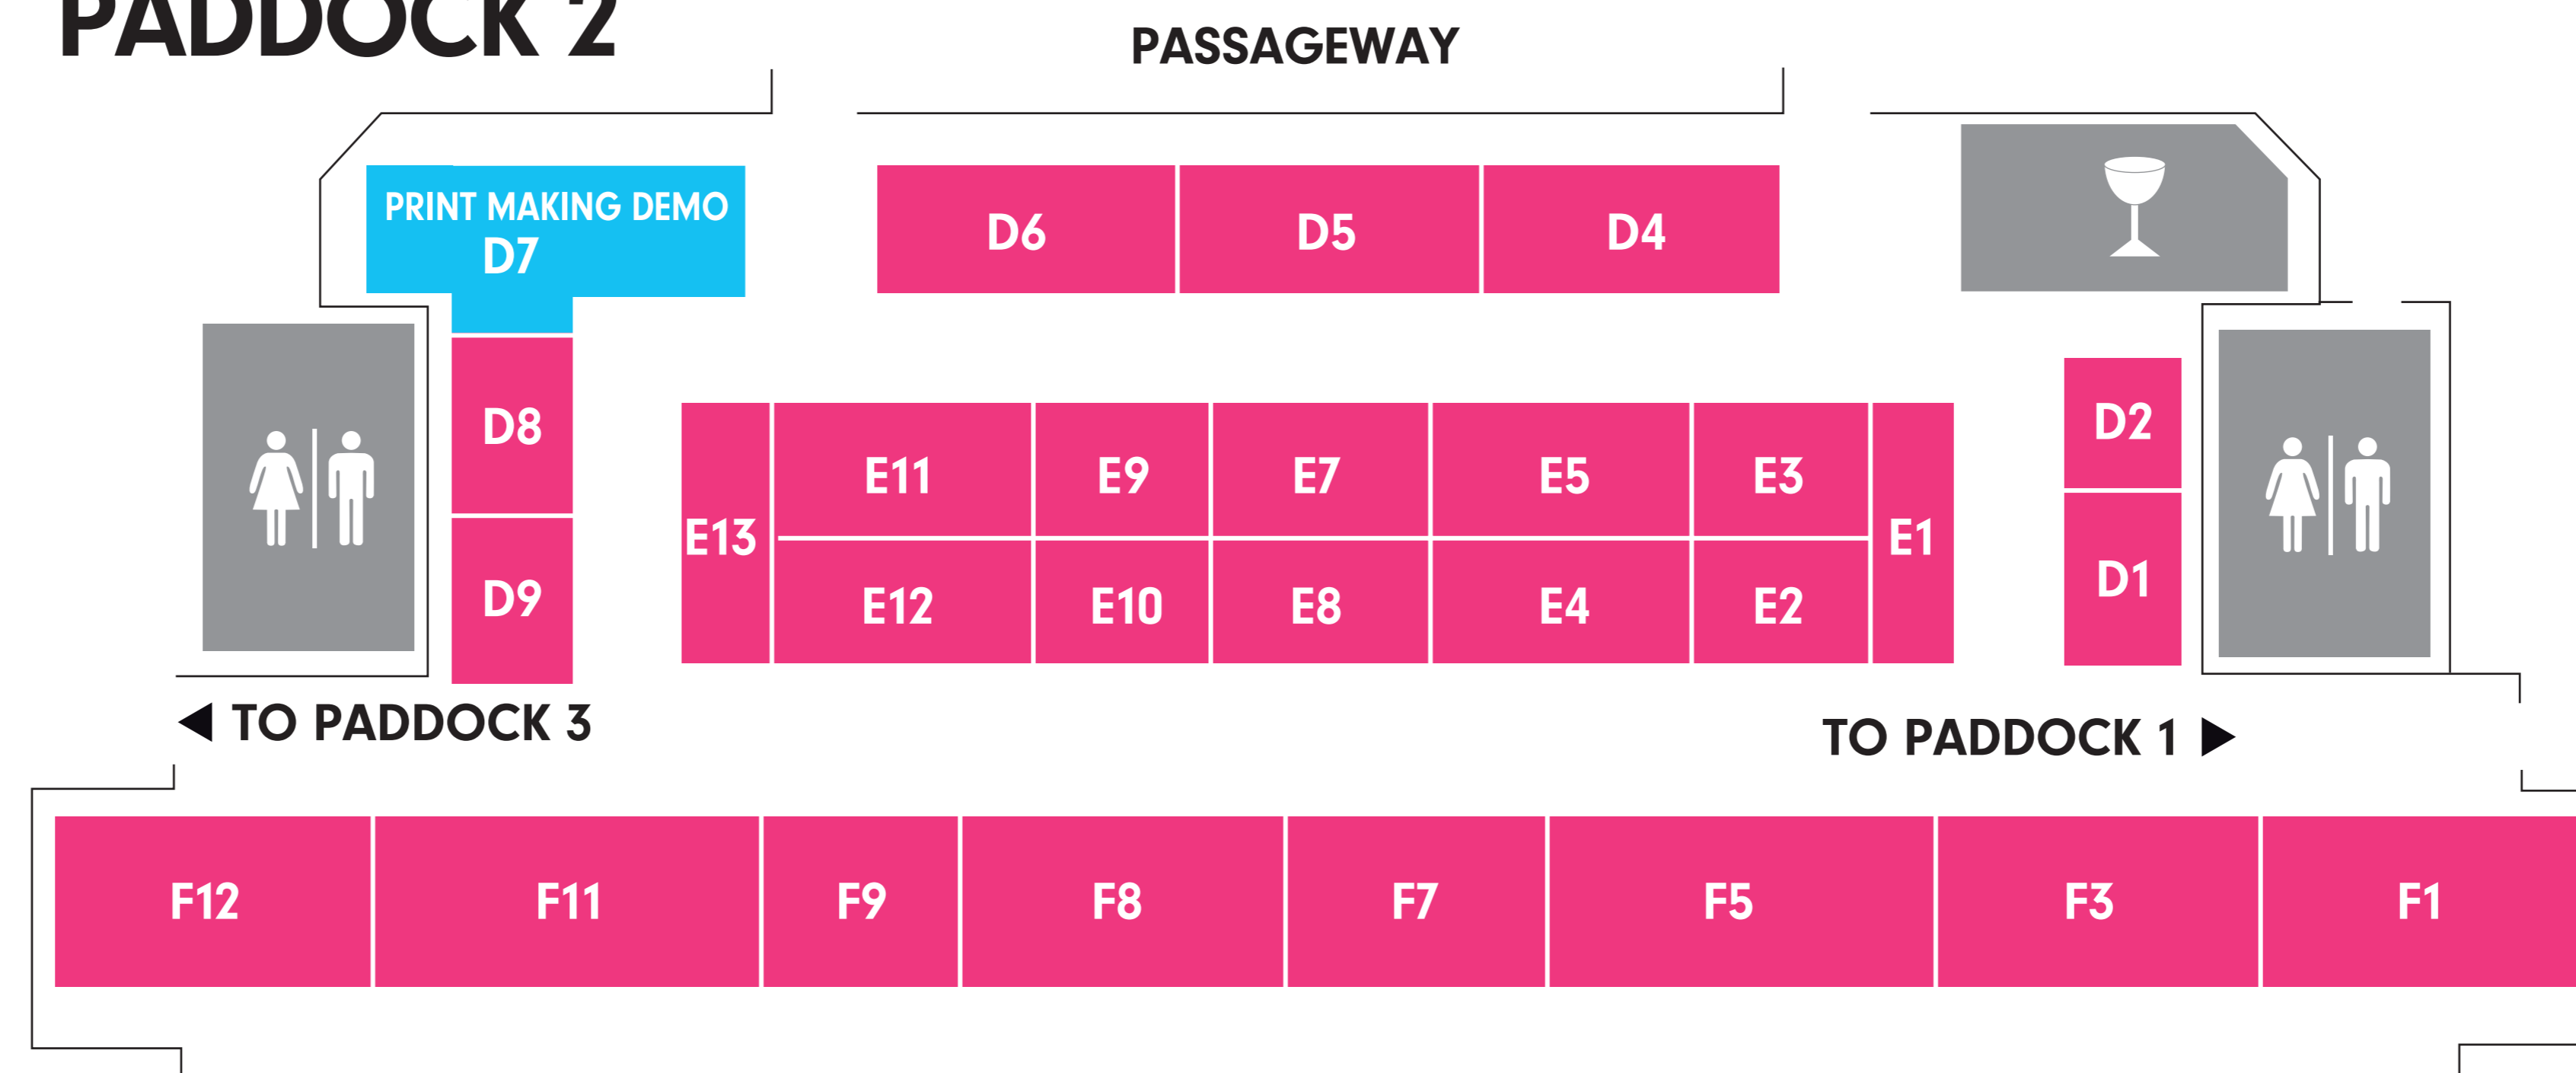 PADDOCK 2
PASSAGEWAY
PRINT MAKING DEMO
D7
D6
D5
D4
D8
D2
E11
E9
E7
E5
E3
E13
E1
D9
D1
E12
E10
E8
E4
E2
TO PADDOCK 3
TO PADDOCK 1
F12
F11
F9
F8
F7
F5
F3
F1